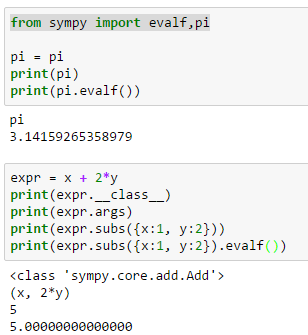 from sympy import evalf,pi
pi = pi
print(pi)
print(pi.evalf())
pi
3.14159265358979
expr = x + 2*y
print(expr.__class__)
print(expr.args)
print(expr.subs({x:1, y:2}))
print(expr.subs({x:1, y:2}).evalf())
<class 'sympy.core.add.Add'>
(x, 2*y)
5
5.00000000000000